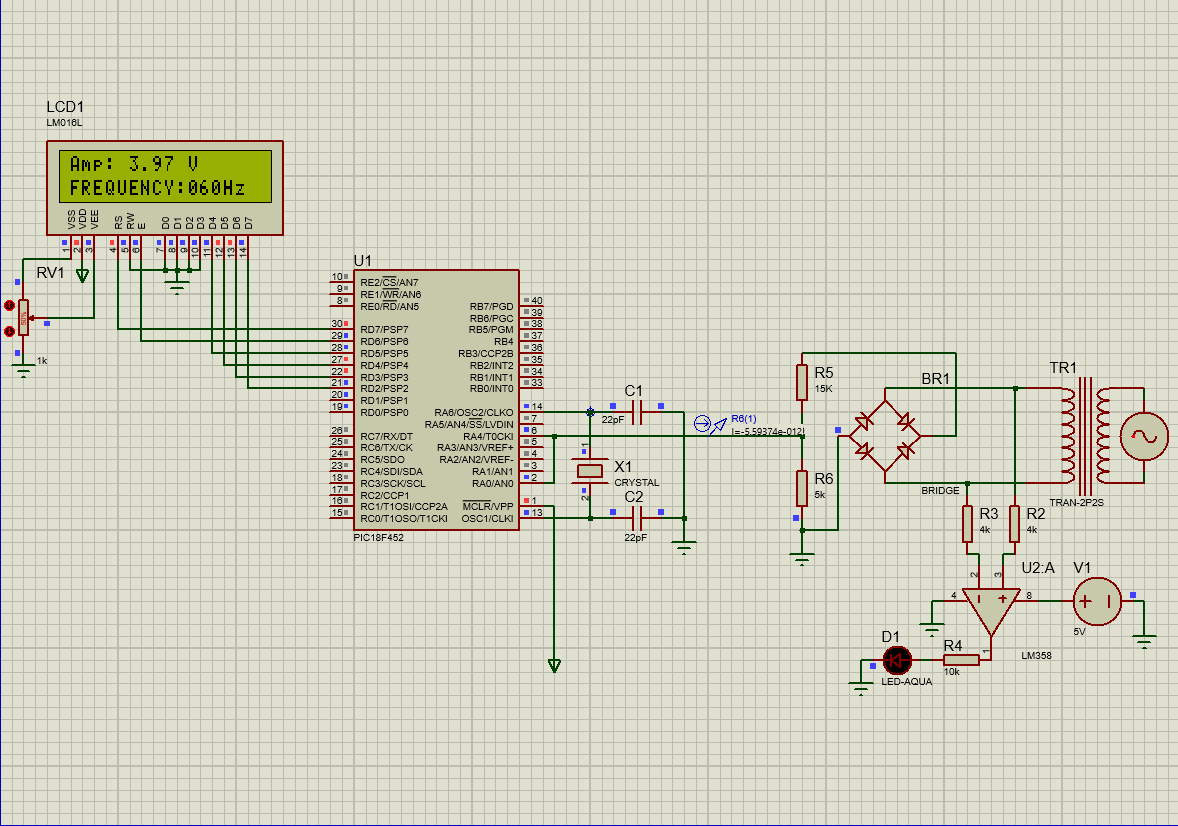 LCD1
LM016L
Amp: 3.97 V
FREQUENCY:060Hz
VSS VDD VEE RS RW E D0 D1 D2 D3 D4 D5 D6 D7
1 2 3 4 5 6 7 8 9 10 11 12 13 14
RV1
50%
1k
U1
10 RE2/CS/AN7
9 RE1/WR/AN6
8 RE0/RD/AN5
30 RD7/PSP7
29 RD6/PSP6
28 RD5/PSP5
27 RD4/PSP4
22 RD3/PSP3
21 RD2/PSP2
20 RD1/PSP1
19 RD0/PSP0
26 RC7/RX/DT
25 RC6/TX/CK
24 RC5/SDO
23 RC4/SDI/SDA
18 RC3/SCK/SCL
17 RC2/CCP1
16 RC1/T1OSI/CCP2A
15 RC0/T1OSO/T1CKI
RB7/PGD 40
RB6/PGC 39
RB5/PGM 38
RB4 37
RB3/CCP2B 36
RB2/INT2 35
RB1/INT1 34
RB0/INT0 33
RA6/OSC2/CLKO 14
RA5/AN4/SS/LVDIN 7
RA4/T0CKI 6
RA3/AN3/VREF+ 5
RA2/AN2/VREF- 4
RA1/AN1 3
RA0/AN0 2
MCLR/VPP 1
OSC1/CLKI 13
PIC18F452
C1
22pF
X1
CRYSTAL
1
2
C2
22pF
R6(1)
I=-5.59374e-012
R5
15K
R6
5k
BR1
BRIDGE
TR1
TRAN-2P2S
R3
4k
R2
4k
U2:A
2 3
4 8
1
LM358
V1
5V
D1
LED-AQUA
R4
10k